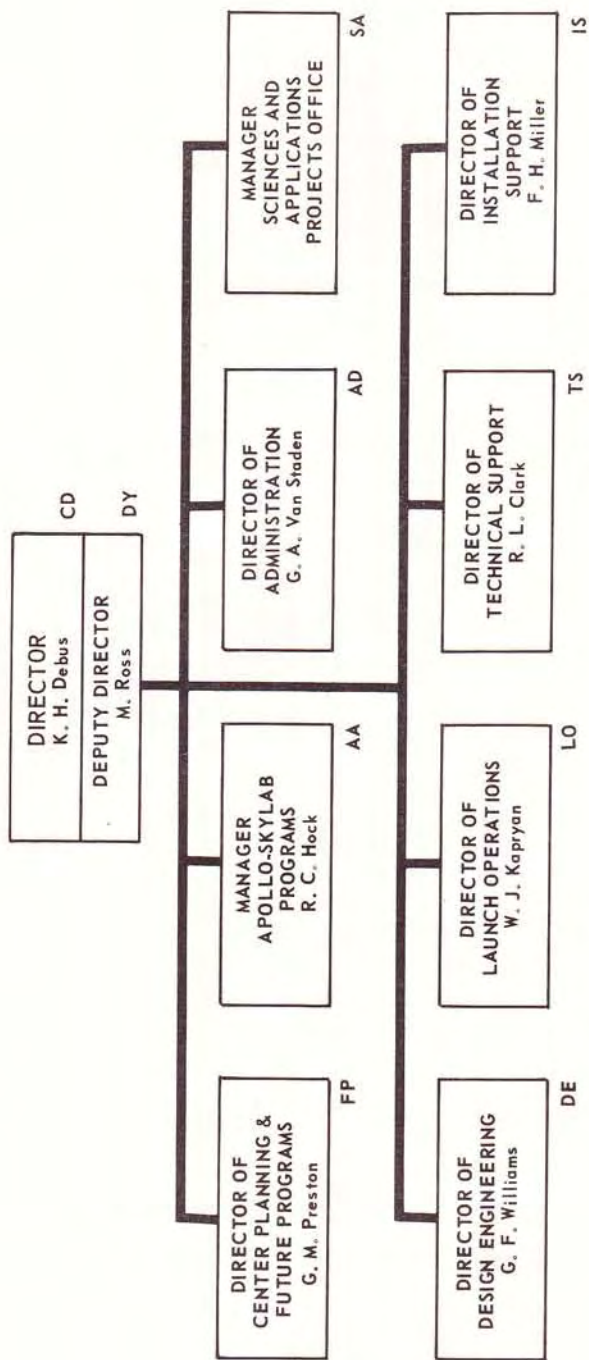 DIRECTOR
K. H. Debus
CD
DEPUTY DIRECTOR
M. Ross
DY
DIRECTOR OF
CENTER PLANNING &
FUTURE PROGRAMS
G. M. Preston
FP
MANAGER
APOLLO-SKYLAB
PROGRAMS
R. C. Hock
AA
DIRECTOR OF
ADMINISTRATION
G. A. Van Staden
AD
MANAGER
SCIENCES AND
APPLICATIONS
PROJECTS OFFICE
SA
DIRECTOR OF
DESIGN ENGINEERING
G. F. Williams
DE
DIRECTOR OF
LAUNCH OPERATIONS
W. J. Kapryan
LO
DIRECTOR OF
TECHNICAL SUPPORT
R. L. Clark
TS
DIRECTOR OF
INSTALLATION
SUPPORT
F. H. Miller
IS